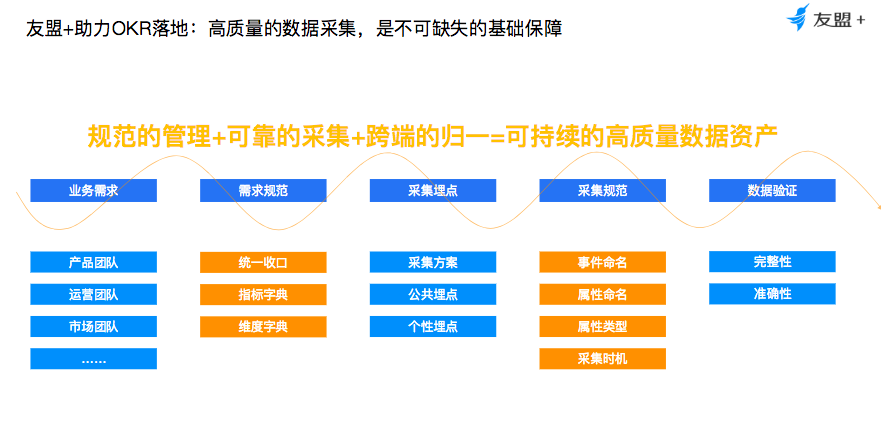 友盟+助力OKR落地：高质量的数据采集，是不可缺失的基础保障
友盟+
规范的管理+可靠的采集+跨端的归一=可持续的高质量数据资产
业务需求
需求规范
采集埋点
采集规范
数据验证
产品团队
统一收口
采集方案
事件命名
完整性
运营团队
指标字典
公共埋点
属性命名
准确性
市场团队
维度字典
个性埋点
属性类型
……
采集时机